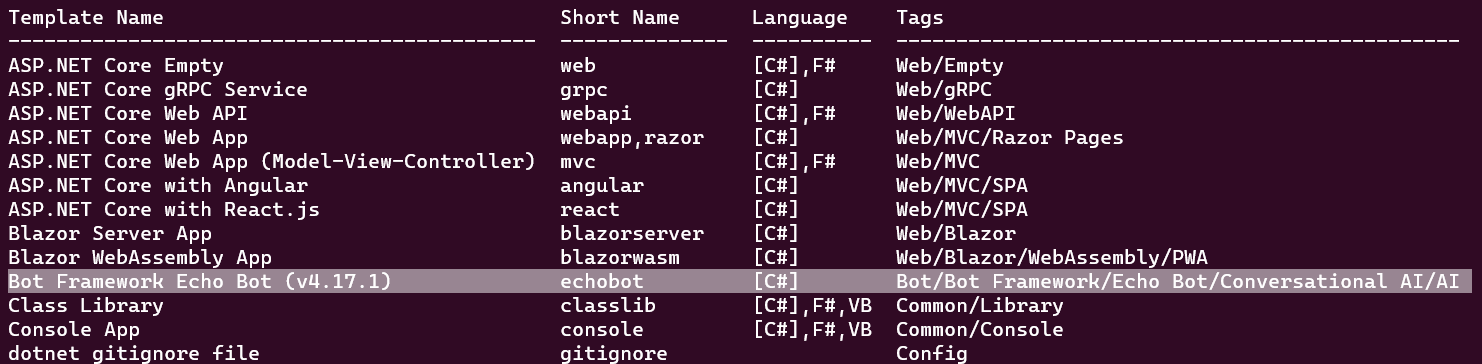 Template Name Short Name Language Tags
-------------------------------------------- -------------- ---------- -----------------------------------------------
ASP.NET Core Empty web [C#],F# Web/Empty
ASP.NET Core gRPC Service grpc [C#] Web/gRPC
ASP.NET Core Web API webapi [C#],F# Web/WebAPI
ASP.NET Core Web App webapp,razor [C#] Web/MVC/Razor Pages
ASP.NET Core Web App (Model-View-Controller) mvc [C#],F# Web/MVC
ASP.NET Core with Angular angular [C#] Web/MVC/SPA
ASP.NET Core with React.js react [C#] Web/MVC/SPA
Blazor Server App blazorserver [C#] Web/Blazor
Blazor WebAssembly App blazorwasm [C#] Web/Blazor/WebAssembly/PWA
Bot Framework Echo Bot (v4.17.1) echobot [C#] Bot/Bot Framework/Echo Bot/Conversational AI/AI
Class Library classlib [C#],F#,VB Common/Library
Console App console [C#],F#,VB Common/Console
dotnet gitignore file gitignore Config